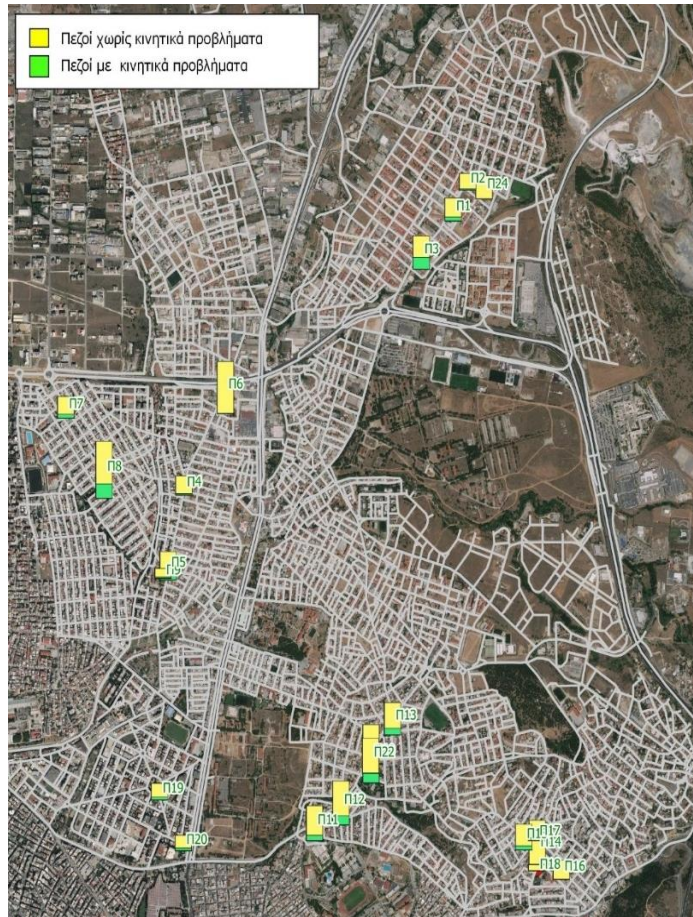 Πεζοί χωρίς κινητικά προβλήματα
Πεζοί με κινητικά προβλήματα
Π2
Π24
Π1
Π3
Π6
Π7
Π8
Π4
Π5
Π13
Π22
Π19
Π12
Π11
Π20
Π17
Π14
Π18
Π16